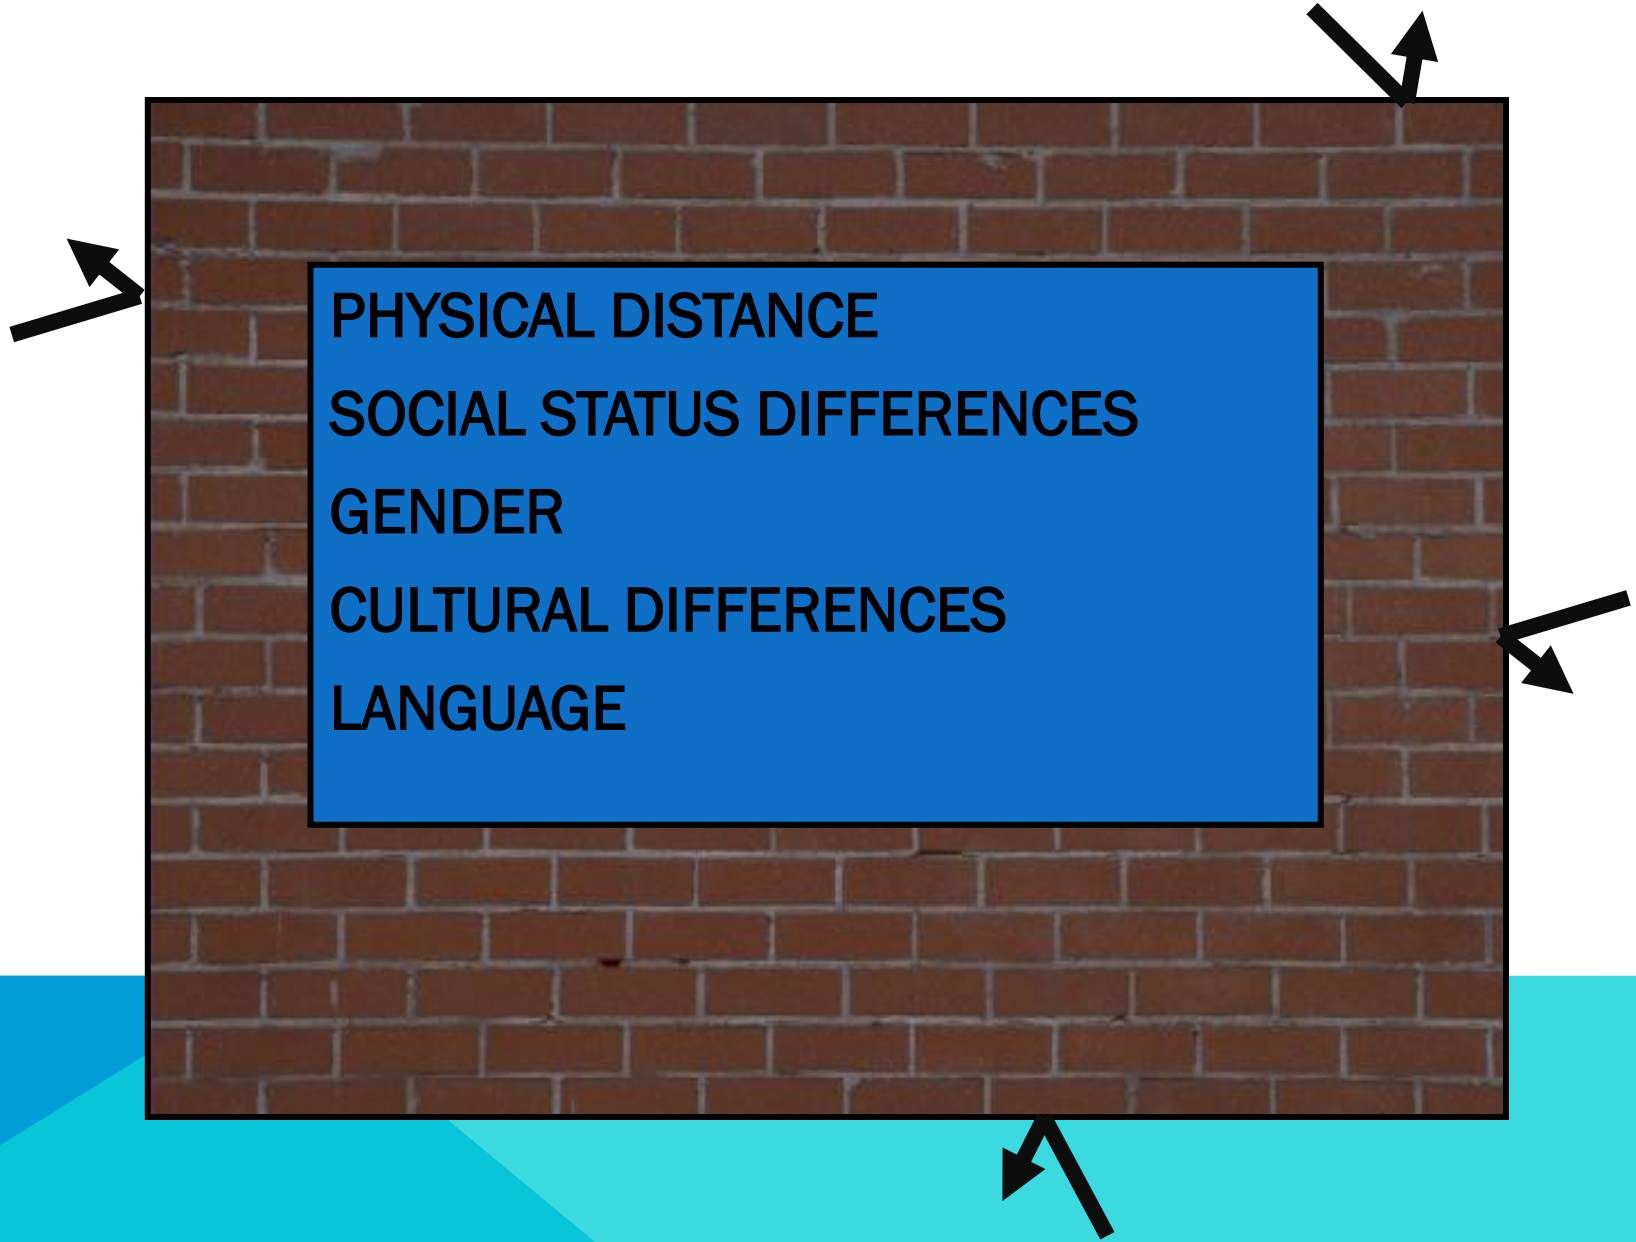 PHYSICAL DISTANCE
SOCIAL STATUS DIFFERENCES
GENDER
CULTURAL DIFFERENCES
LANGUAGE